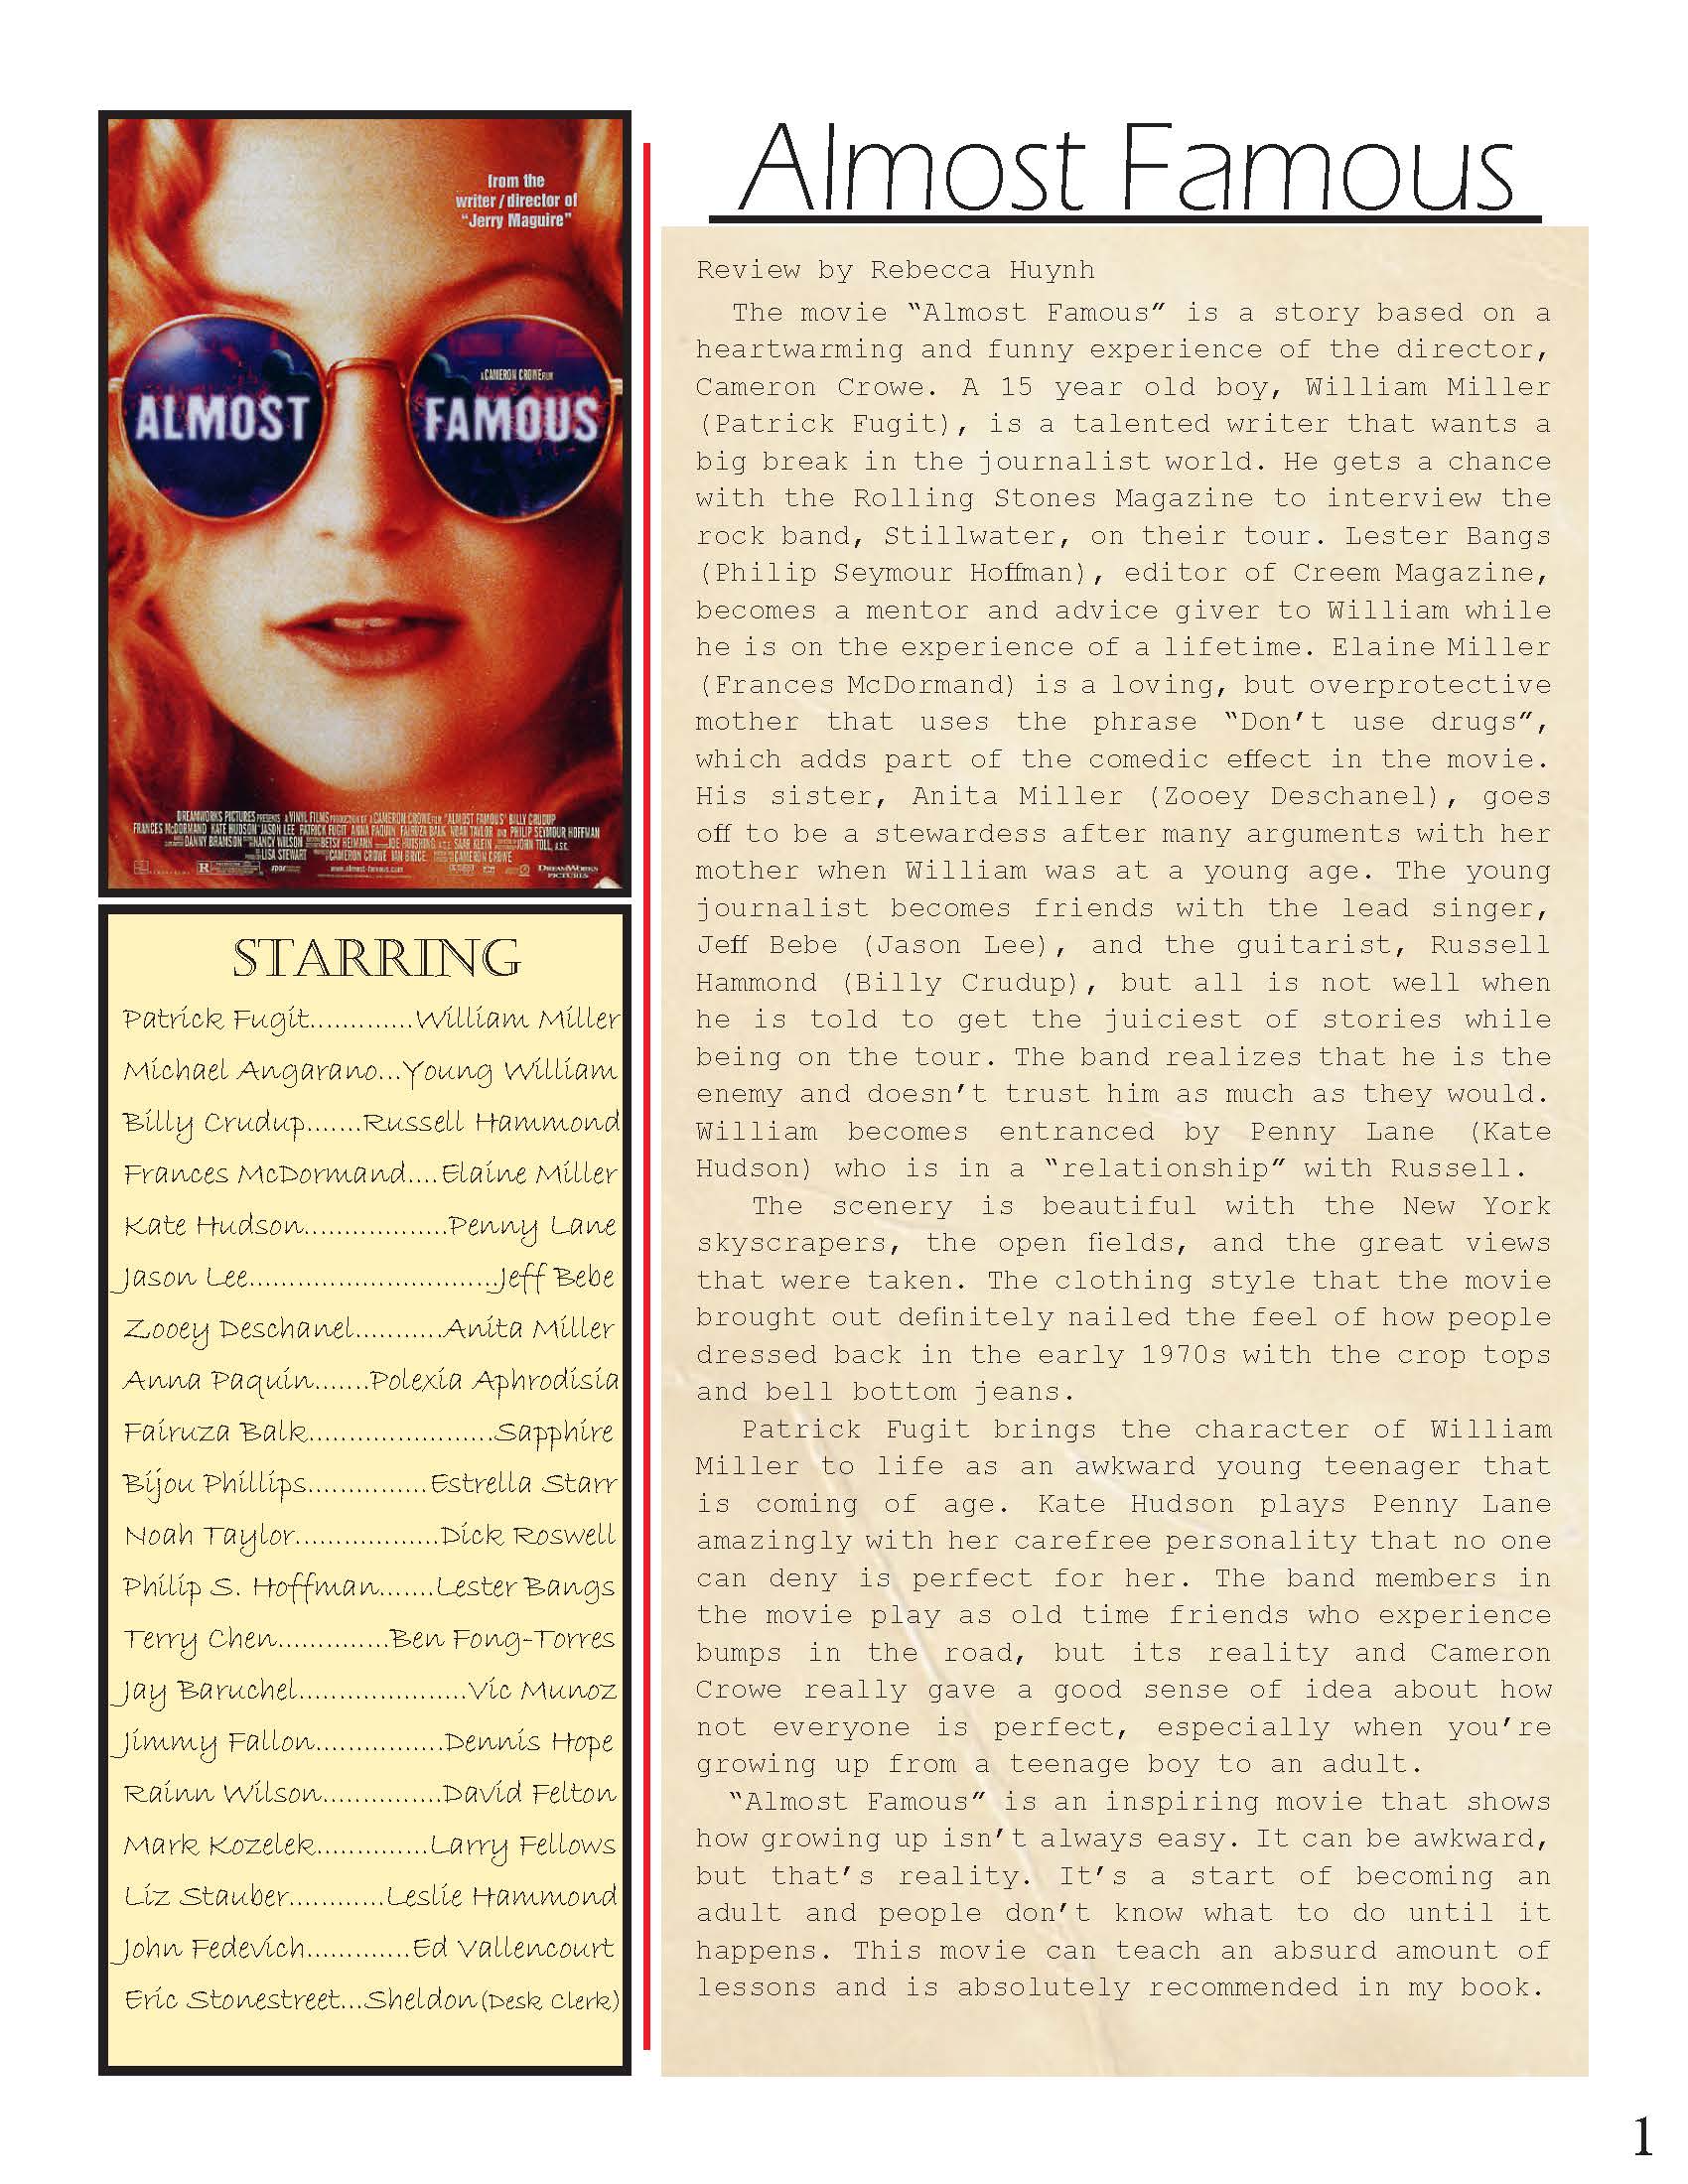 from the
writer / director of
"Jerry Maguire"
A CAMERON CROWE FILM
ALMOST FAMOUS
DREAMWORKS PICTURES PRESENTS A VINYL FILMS PRODUCTION OF A CAMERON CROWE FILM "ALMOST FAMOUS" BILLY CRUDUP
FRANCES McDORMAND KATE HUDSON JASON LEE PATRICK FUGIT ANNA PAQUIN FAIRUZA BALK NOAH TAYLOR AND PHILIP SEYMOUR HOFFMAN
DANNY BRAMSON NANCY WILSON BETSY HEIMANN JOE HUTSHING, A.C.E. SAAR KLEIN JOHN TOLL, A.S.C.
LISA STEWART CAMERON CROWE IAN BRYCE CAMERON CROWE
R www.almost-famous.com DREAMWORKS
PICTURES
STARRING
Patrick Fugit.............William Miller
Michael Angarano...Young William
Billy Crudup.......Russell Hammond
Frances McDormand....Elaine Miller
Kate Hudson..................Penny Lane
Jason Lee..............................Jeff Bebe
Zooey Deschanel...........Anita Miller
Anna Paquin.......Polexia Aphrodisia
Fairuza Balk.......................Sapphire
Bijou Phillips...............Estrella Starr
Noah Taylor..................Dick Roswell
Philip S. Hoffman.......Lester Bangs
Terry Chen..............Ben Fong-Torres
Jay Baruchel.....................Vic Munoz
Jimmy Fallon................Dennis Hope
Rainn Wilson...............David Felton
Mark Kozelek..............Larry Fellows
Liz Stauber............Leslie Hammond
John Fedevich.............Ed Vallencourt
Eric Stonestreet...Sheldon(Desk Clerk)
Almost Famous
Review by Rebecca Huynh
The movie “Almost Famous” is a story based on a
heartwarming and funny experience of the director,
Cameron Crowe. A 15 year old boy, William Miller
(Patrick Fugit), is a talented writer that wants a
big break in the journalist world. He gets a chance
with the Rolling Stones Magazine to interview the
rock band, Stillwater, on their tour. Lester Bangs
(Philip Seymour Hoffman), editor of Creem Magazine,
becomes a mentor and advice giver to William while
he is on the experience of a lifetime. Elaine Miller
(Frances McDormand) is a loving, but overprotective
mother that uses the phrase “Don’t use drugs”,
which adds part of the comedic effect in the movie.
His sister, Anita Miller (Zooey Deschanel), goes
off to be a stewardess after many arguments with her
mother when William was at a young age. The young
journalist becomes friends with the lead singer,
Jeff Bebe (Jason Lee), and the guitarist, Russell
Hammond (Billy Crudup), but all is not well when
he is told to get the juiciest of stories while
being on the tour. The band realizes that he is the
enemy and doesn’t trust him as much as they would.
William becomes entranced by Penny Lane (Kate
Hudson) who is in a “relationship” with Russell.
The scenery is beautiful with the New York
skyscrapers, the open fields, and the great views
that were taken. The clothing style that the movie
brought out definitely nailed the feel of how people
dressed back in the early 1970s with the crop tops
and bell bottom jeans.
Patrick Fugit brings the character of William
Miller to life as an awkward young teenager that
is coming of age. Kate Hudson plays Penny Lane
amazingly with her carefree personality that no one
can deny is perfect for her. The band members in
the movie play as old time friends who experience
bumps in the road, but its reality and Cameron
Crowe really gave a good sense of idea about how
not everyone is perfect, especially when you’re
growing up from a teenage boy to an adult.
“Almost Famous” is an inspiring movie that shows
how growing up isn’t always easy. It can be awkward,
but that’s reality. It’s a start of becoming an
adult and people don’t know what to do until it
happens. This movie can teach an absurd amount of
lessons and is absolutely recommended in my book.
1